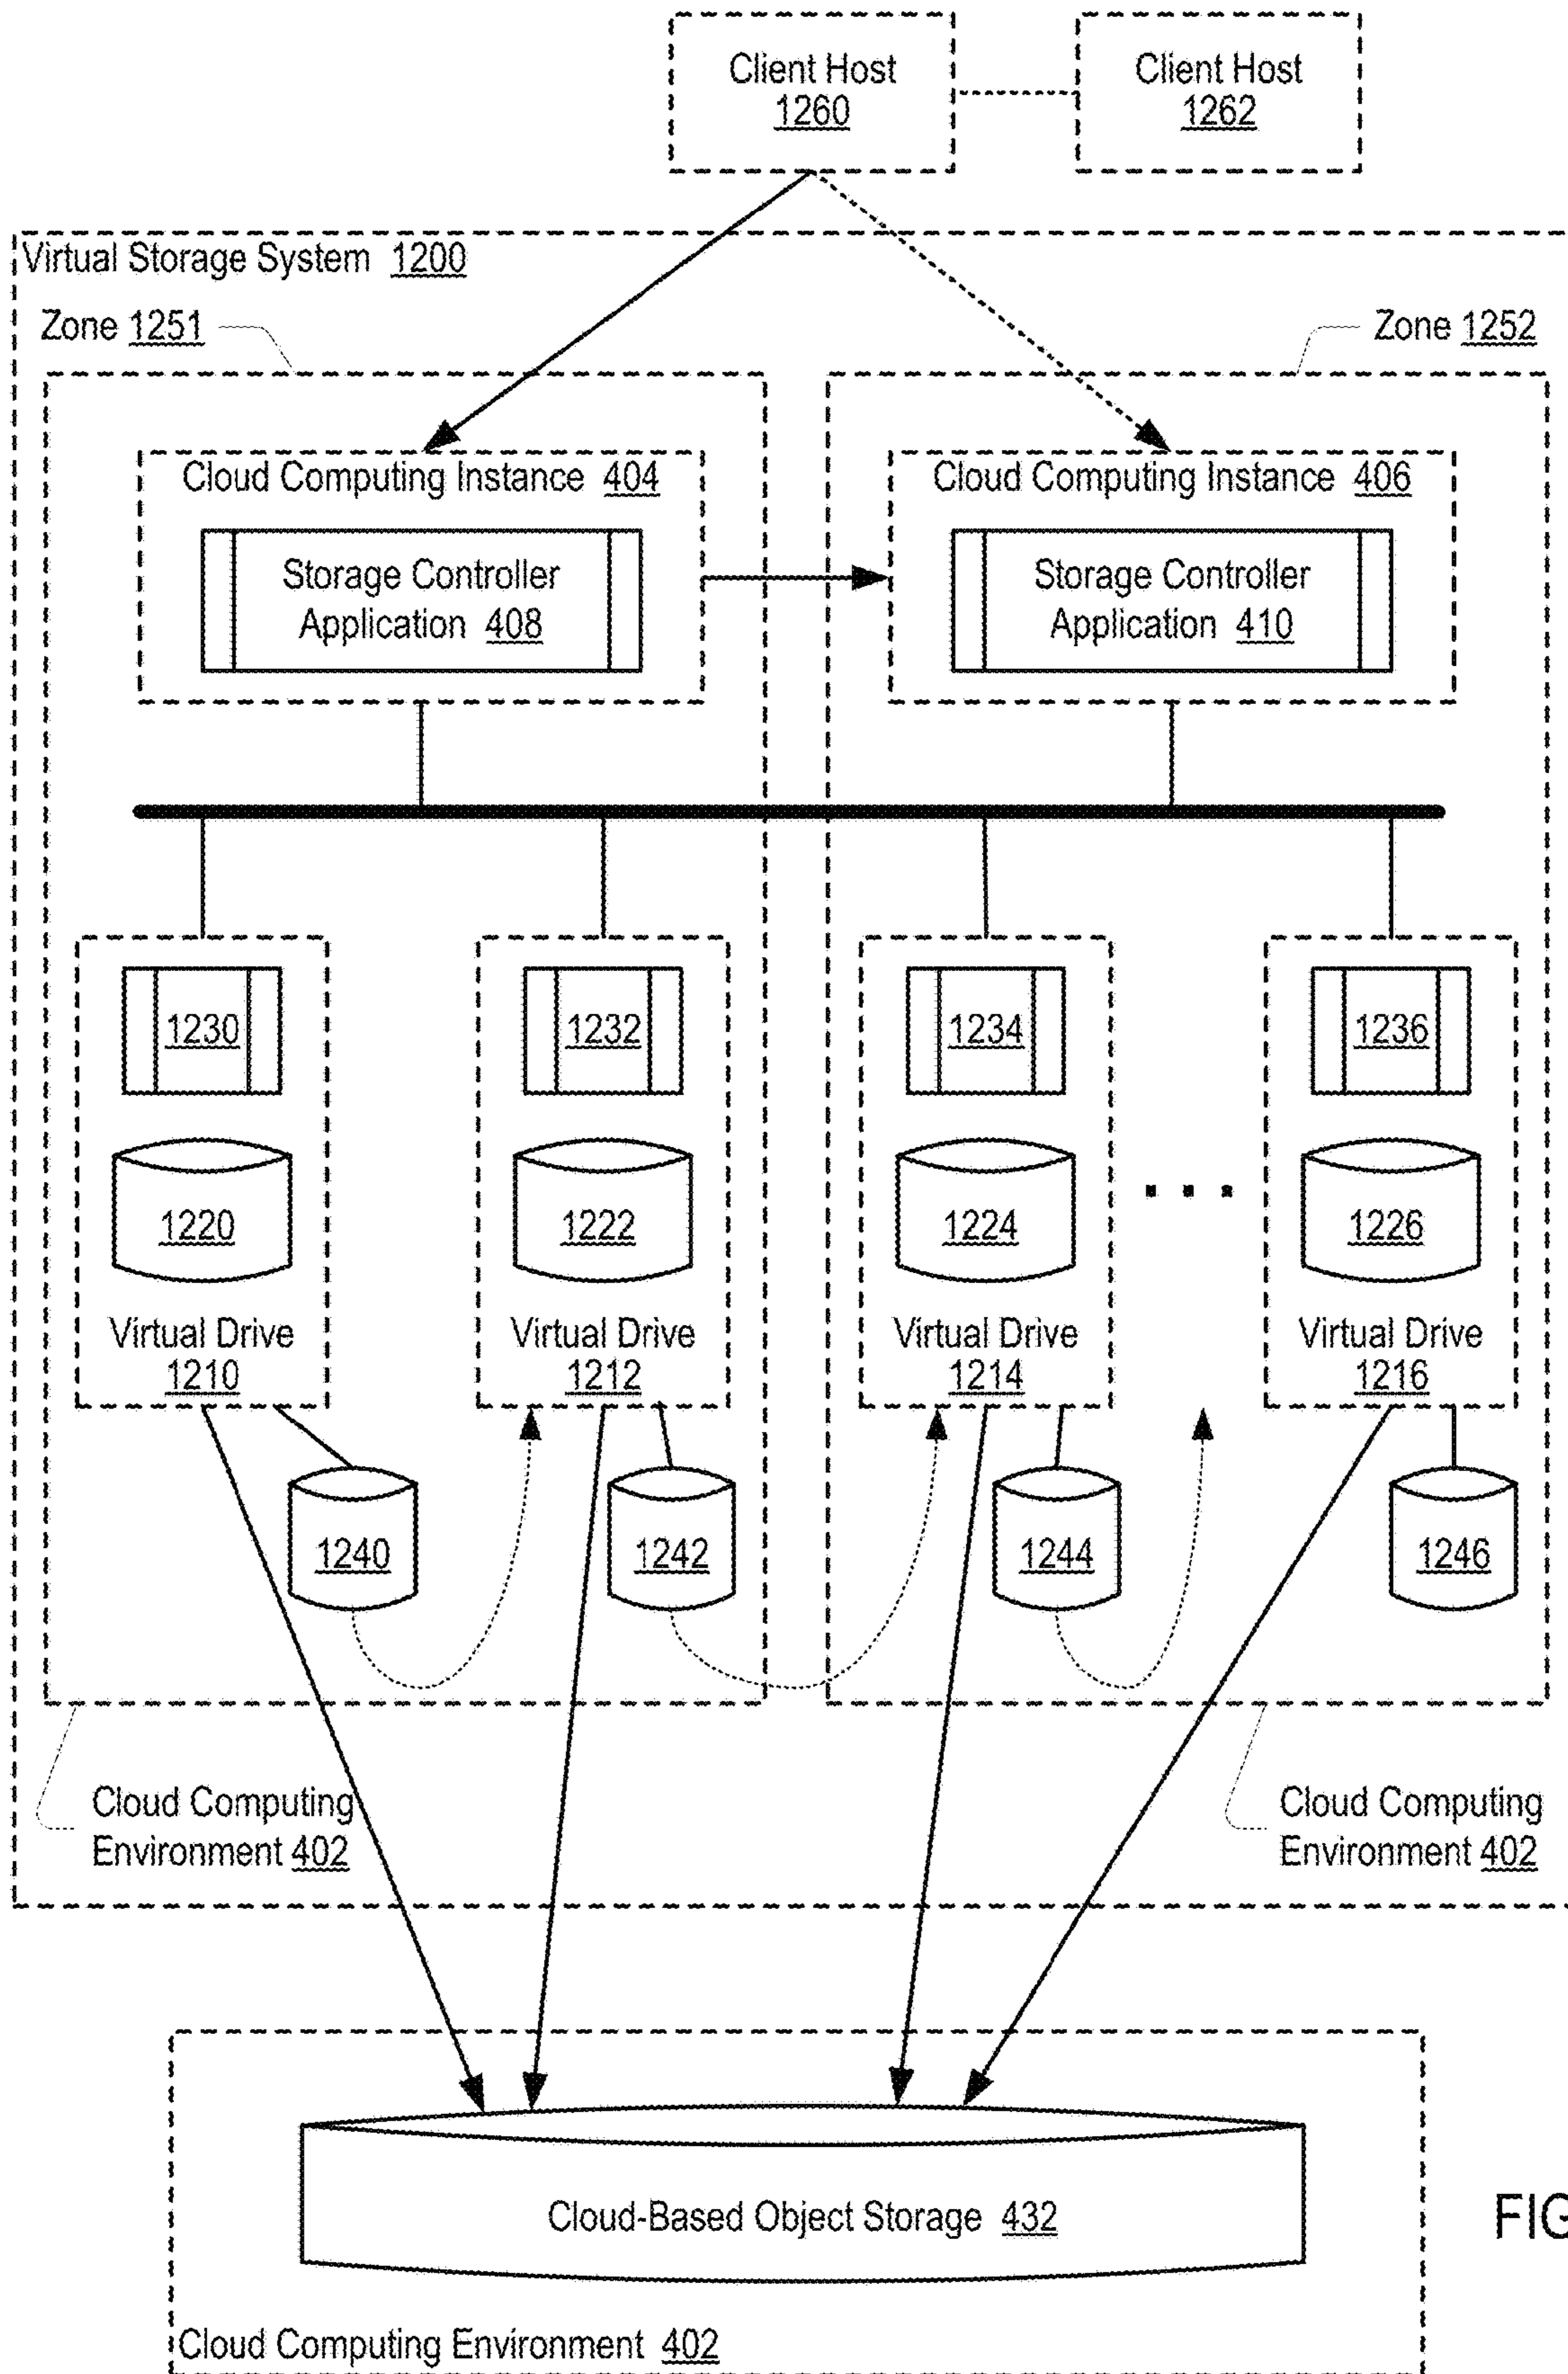 Client Host
1260
Client Host
1262
Virtual Storage System 1200
Zone 1251
Zone 1252
Cloud Computing Instance 404
Storage Controller
Application 408
Cloud Computing Instance 406
Storage Controller
Application 410
1230
1232
1234
1236
1220
1222
1224
1226
Virtual Drive
1210
Virtual Drive
1212
Virtual Drive
1214
Virtual Drive
1216
1240
1242
1244
1246
Cloud Computing
Environment 402
Cloud Computing
Environment 402
Cloud-Based Object Storage 432
FIG
Cloud Computing Environment 402